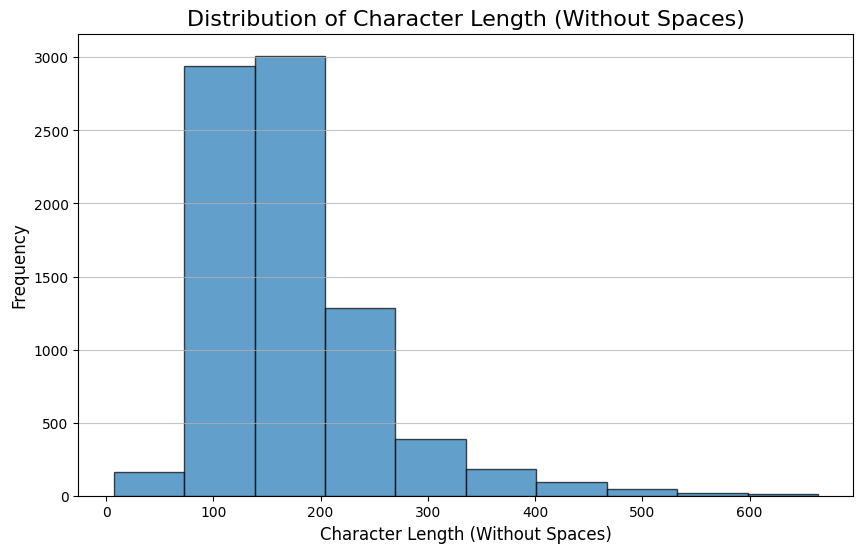 Distribution of Character Length (Without Spaces)
3000
2500
2000
1500
1000
500
0
Frequency
0 100 200 300 400 500 600
Character Length (Without Spaces)